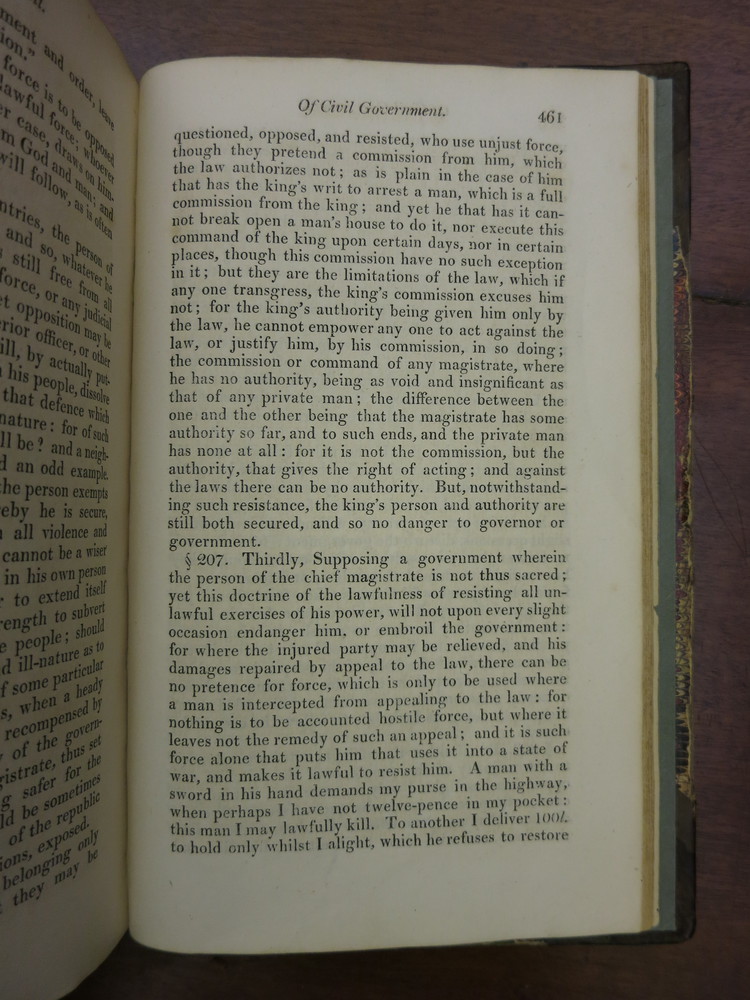 ment and order, leave
ion."
force is to be opposed
lawful force; whoever
er case, draws on him.
m God and man; and
will follow, as is often
ntries, the person of
and so, whatever he
s still free from all
force, or any judicial
et opposition may be
rior officer, or other
ill, by actually put-
his people, dissolve
that defence which
nature: for of such
ll be? and a neigh-
d an odd example.
the person exempts
eby he is secure,
all violence and
cannot be a wiser
in his own person
r to extend itself
rength to subvert
e people; should
d ill-nature as to
f some particular
s, when a heady
recompensed by
y of the govern-
gistrate, thus set
g safer for the
ld be sometimes
of the republic
ions, exposed.
belonging only
they may be
Of Civil Government. 461
questioned, opposed, and resisted, who use unjust force,
though they pretend a commission from him, which
the law authorizes not; as is plain in the case of him
that has the king's writ to arrest a man, which is a full
commission from the king; and yet he that has it can-
not break open a man's house to do it, nor execute this
command of the king upon certain days, nor in certain
places, though this commission have no such exception
in it; but they are the limitations of the law, which if
any one transgress, the king's commission excuses him
not; for the king's authority being given him only by
the law, he cannot empower any one to act against the
law, or justify him, by his commission, in so doing;
the commission or command of any magistrate, where
he has no authority, being as void and insignificant as
that of any private man; the difference between the
one and the other being that the magistrate has some
authority so far, and to such ends, and the private man
has none at all: for it is not the commission, but the
authority, that gives the right of acting; and against
the laws there can be no authority. But, notwithstand-
ing such resistance, the king's person and authority are
still both secured, and so no danger to governor or
government.
§ 207. Thirdly, Supposing a government wherein
the person of the chief magistrate is not thus sacred;
yet this doctrine of the lawfulness of resisting all un-
lawful exercises of his power, will not upon every slight
occasion endanger him, or embroil the government:
for where the injured party may be relieved, and his
damages repaired by appeal to the law, there can be
no pretence for force, which is only to be used where
a man is intercepted from appealing to the law: for
nothing is to be accounted hostile force, but where it
leaves not the remedy of such an appeal; and it is such
force alone that puts him that uses it into a state of
war, and makes it lawful to resist him. A man with a
sword in his hand demands my purse in the highway,
when perhaps I have not twelve-pence in my pocket:
this man I may lawfully kill. To another I deliver 100l.
to hold only whilst I alight, which he refuses to restore